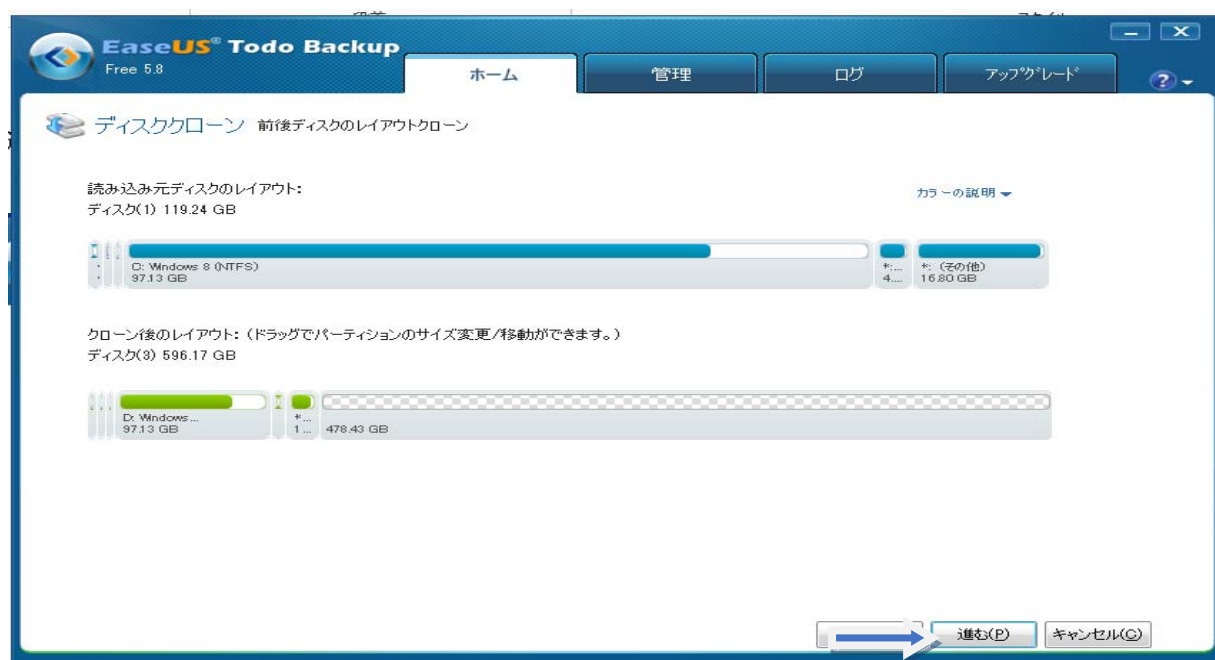 EaseUS® Todo Backup
Free 5.8
ホーム
管理
ログ
アップグレード
?
ディスククローン 前後ディスクのレイアウトクローン
読み込み元ディスクのレイアウト:
カラーの説明
ディスク(1) 119.24 GB
C: Windows 8 (NTFS)
97.13 GB
*:...
4....
*: (その他)
16.80 GB
クローン後のレイアウト: (ドラッグでパーティションのサイズ変更/移動ができます。)
ディスク(3) 596.17 GB
D: Windows...
97.13 GB
*...
1...
478.43 GB
進む(P)
キャンセル(C)